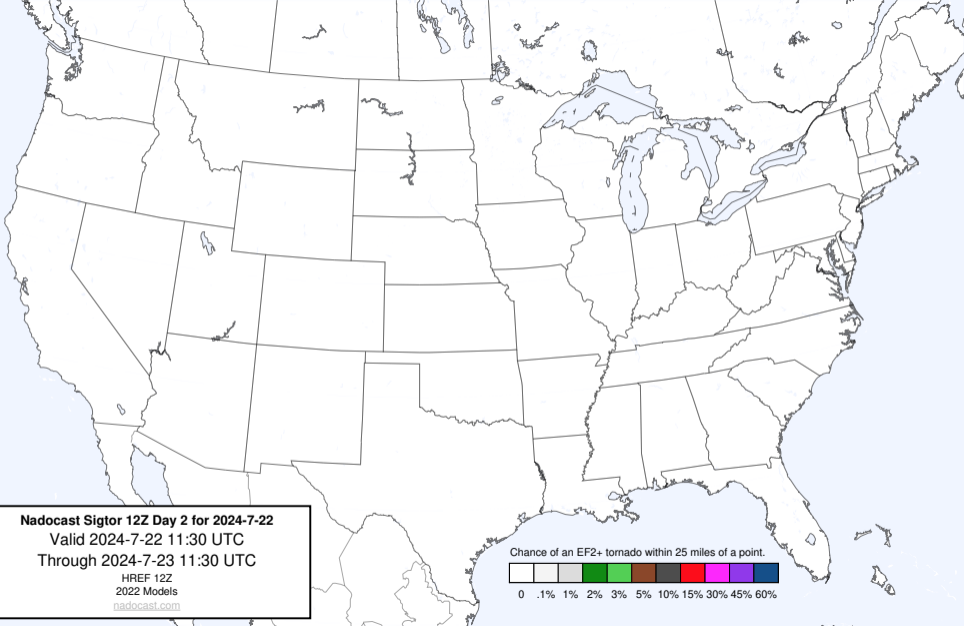 Nadocast Sigtor 12Z Day 2 for 2024-7-22
Valid 2024-7-22 11:30 UTC
Through 2024-7-23 11:30 UTC
HREF 12Z
2022 Models
nadocast.com
Chance of an EF2+ tornado within 25 miles of a point.
0 .1% 1% 2% 3% 5% 10% 15% 30% 45% 60%